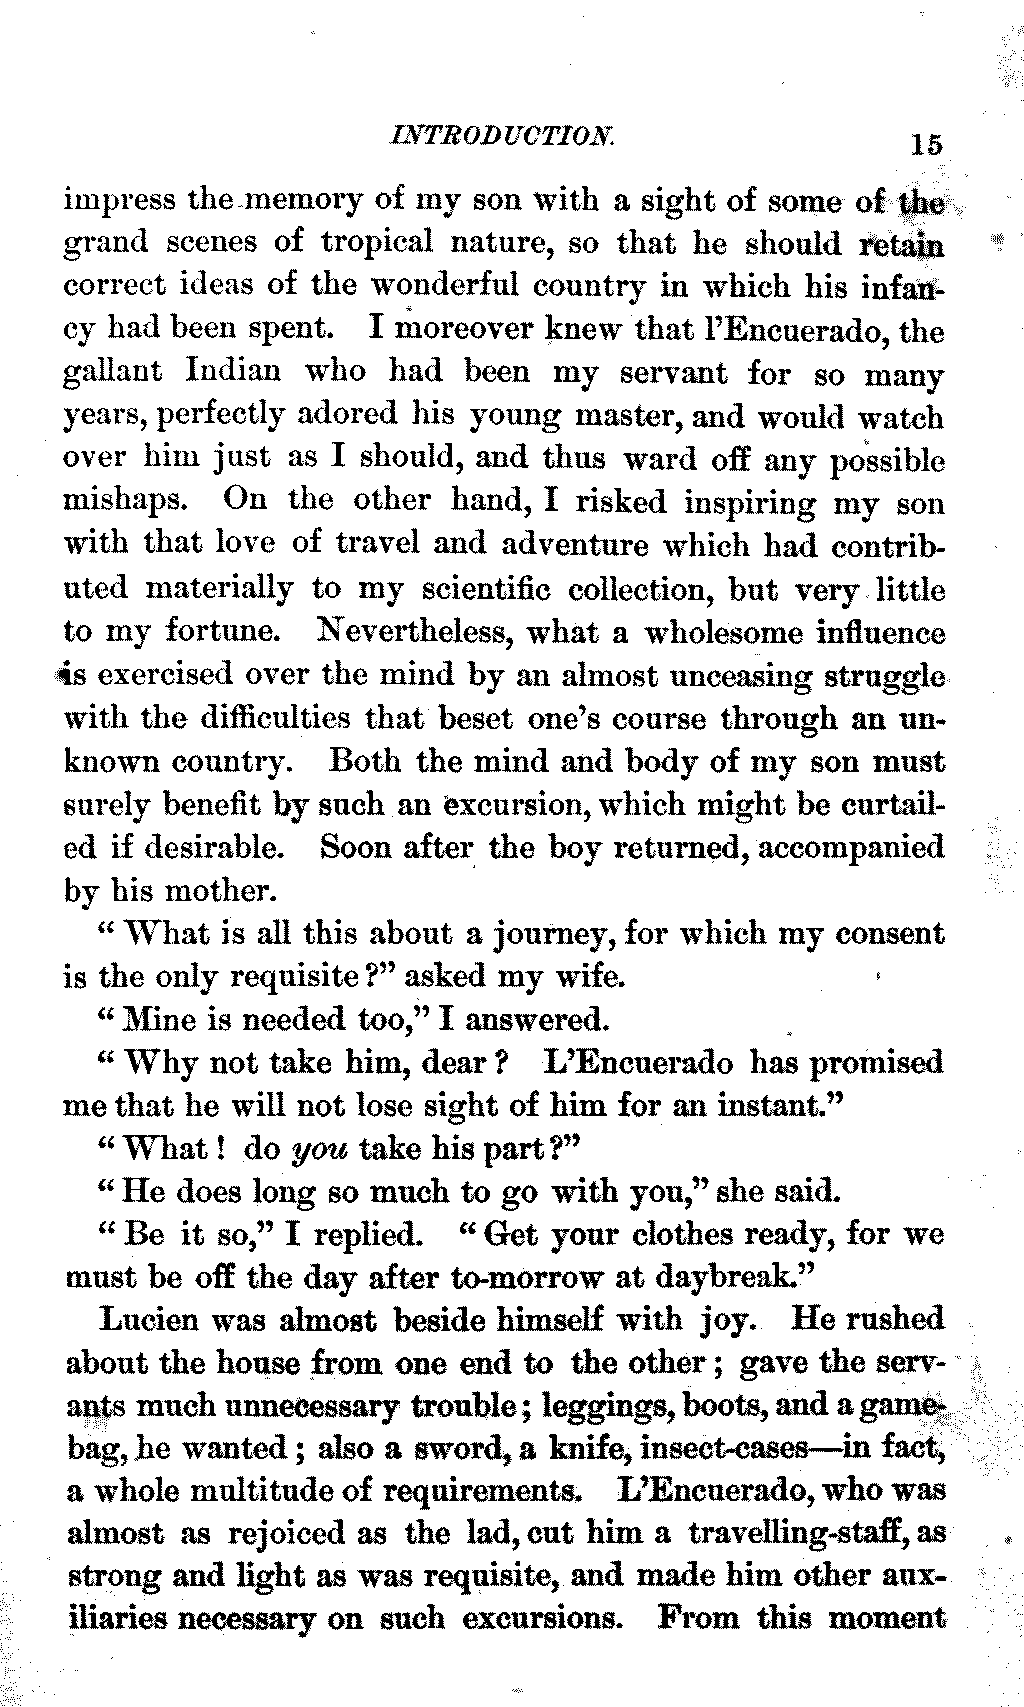 INTRODUCTION. 15
impress the memory of my son with a sight of some of the
grand scenes of tropical nature, so that he should retain
correct ideas of the wonderful country in which his infan-
cy had been spent. I moreover knew that l'Encuerado, the
gallant Indian who had been my servant for so many
years, perfectly adored his young master, and would watch
over him just as I should, and thus ward off any possible
mishaps. On the other hand, I risked inspiring my son
with that love of travel and adventure which had contrib-
uted materially to my scientific collection, but very little
to my fortune. Nevertheless, what a wholesome influence
is exercised over the mind by an almost unceasing struggle
with the difficulties that beset one's course through an un-
known country. Both the mind and body of my son must
surely benefit by such an excursion, which might be curtail-
ed if desirable. Soon after the boy returned, accompanied
by his mother.
"What is all this about a journey, for which my consent
is the only requisite?" asked my wife.
"Mine is needed too," I answered.
"Why not take him, dear? L'Encuerado has promised
me that he will not lose sight of him for an instant."
"What! do you take his part?"
"He does long so much to go with you," she said.
"Be it so," I replied. "Get your clothes ready, for we
must be off the day after to-morrow at daybreak."
Lucien was almost beside himself with joy. He rushed
about the house from one end to the other; gave the serv-
ants much unnecessary trouble; leggings, boots, and a game-
bag, he wanted; also a sword, a knife, insect-cases—in fact,
a whole multitude of requirements. L'Encuerado, who was
almost as rejoiced as the lad, cut him a travelling-staff, as
strong and light as was requisite, and made him other aux-
iliaries necessary on such excursions. From this moment